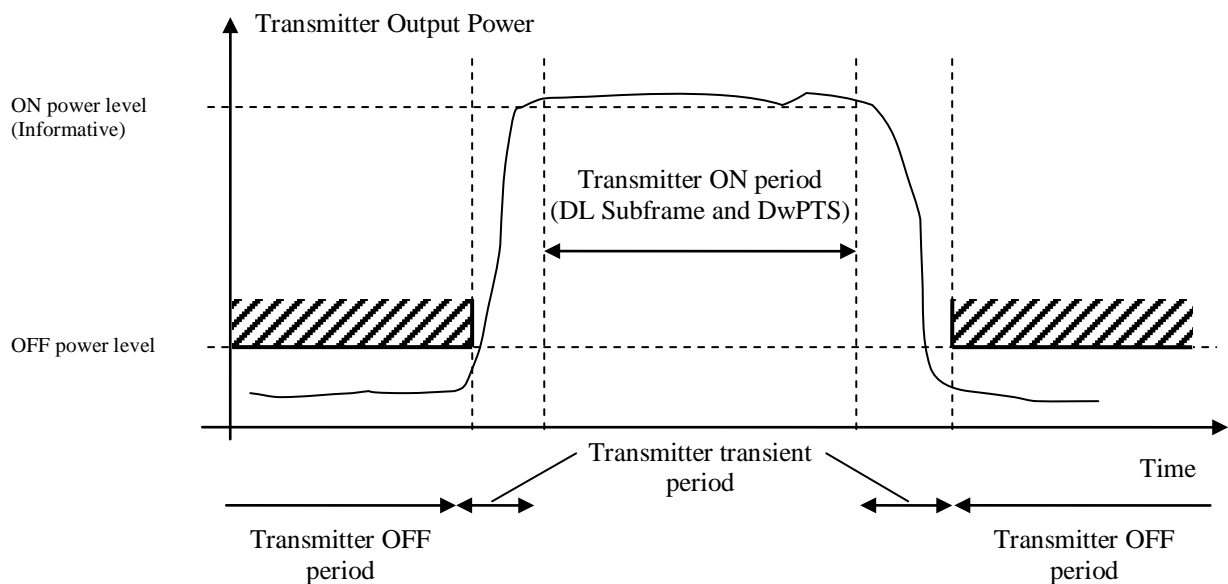 Transmitter Output Power
ON power level
(Informative)
Transmitter ON period
(DL Subframe and DwPTS)
OFF power level
Transmitter transient
period
Time
Transmitter OFF
period
Transmitter OFF
period